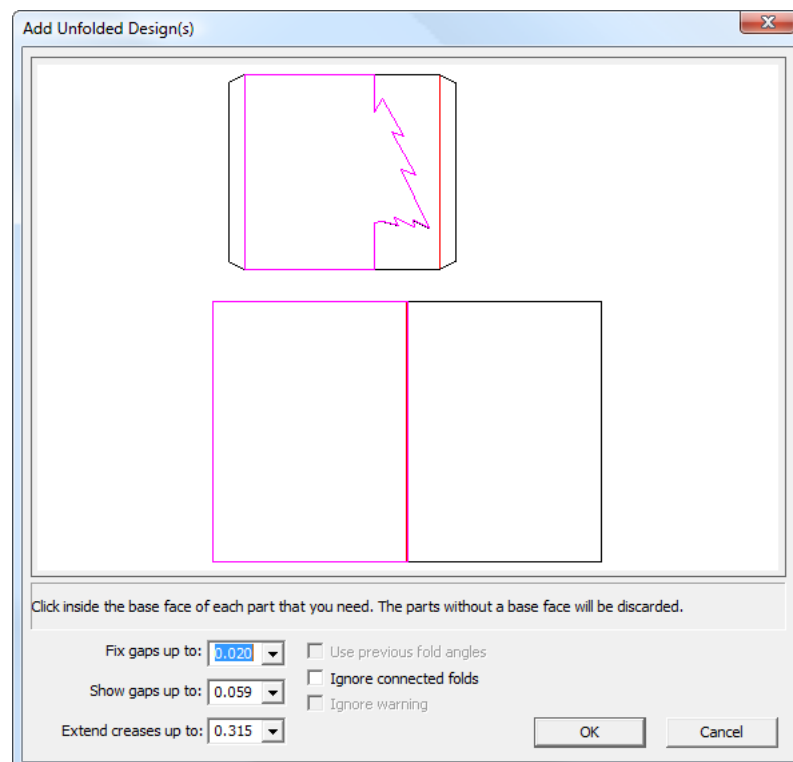 Add Unfolded Design(s)
Click inside the base face of each part that you need. The parts without a base face will be discarded.
Fix gaps up to: 0.020
Use previous fold angles
Show gaps up to: 0.059
Ignore connected folds
Ignore warning
Extend creases up to: 0.315
OK
Cancel